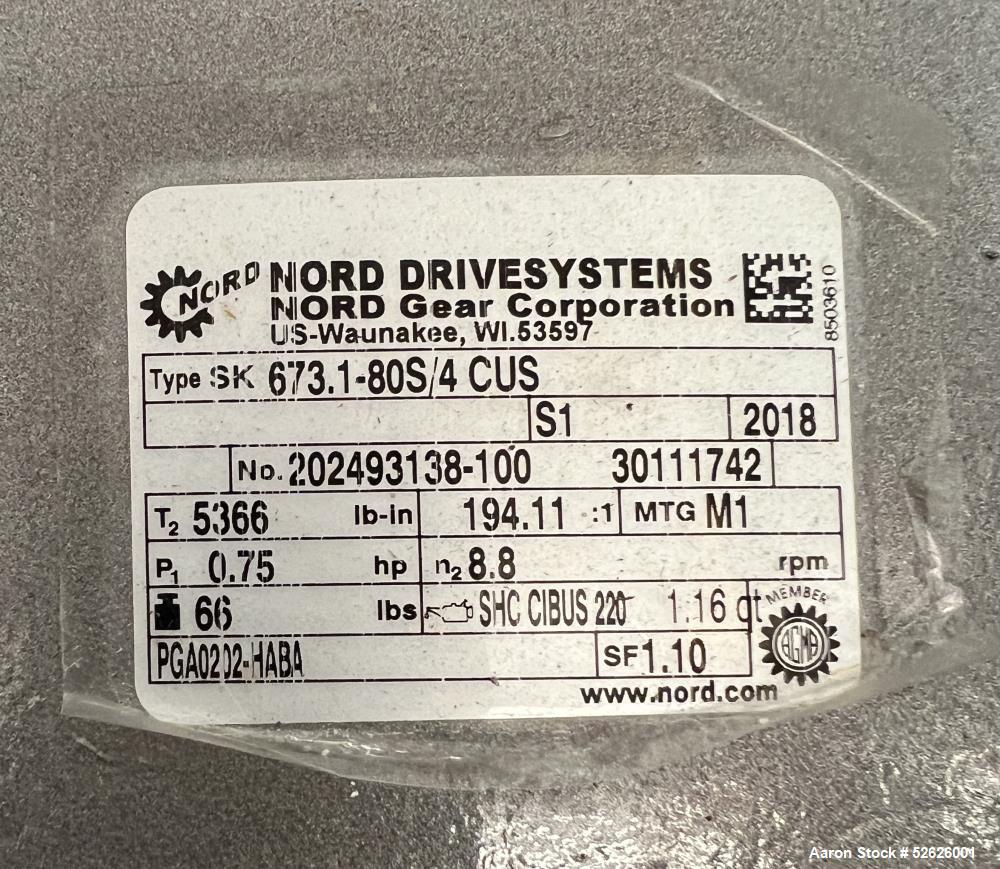 NORD NORD DRIVESYSTEMS
NORD Gear Corporation
US-Waunakee, WI.53597
8503610
Type SK 673.1-80S/4 CUS
S1 2018
No. 202493138-100 30111742
T2 5366 lb-in 194.11 :1 MTG M1
P1 0.75 hp n2 8.8 rpm
66 lbs SHC CIBUS 220 1.16 qt
MEMBER
AGMA
PGA0202-HABA SF 1.10
www.nord.com
Aaron Stock # 52626001